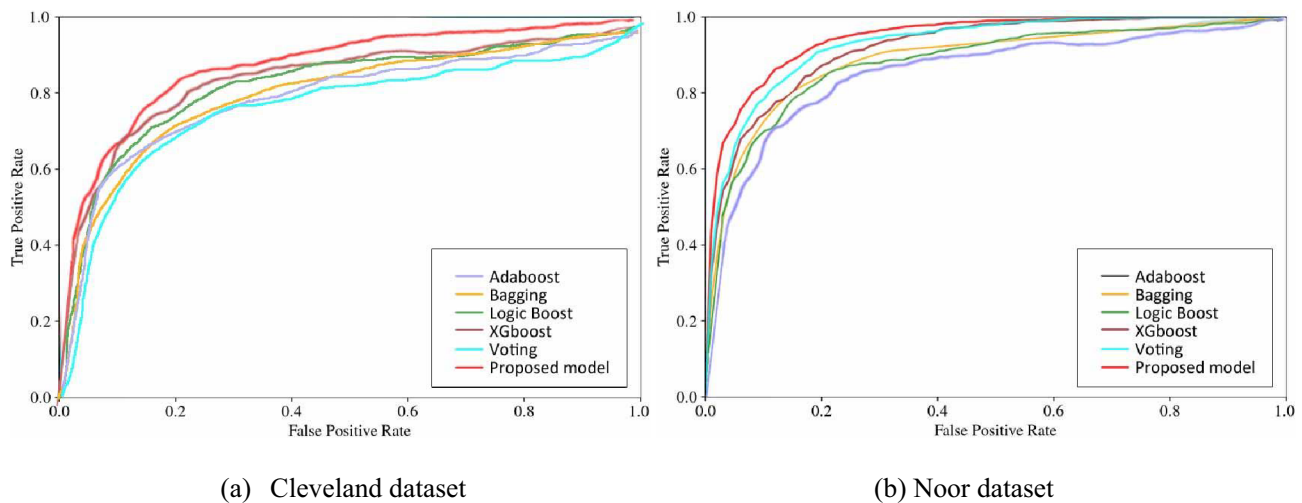 1.0
0.8
0.6
0.4
0.2
0.0
True Positive Rate
Adaboost
Bagging
Logic Boost
XGboost
Voting
Proposed model
0.0 0.2 0.4 0.6 0.8 1.0
False Positive Rate
(a) Cleveland dataset
1.0
0.8
0.6
0.4
0.2
0.0
True Positive Rate
Adaboost
Bagging
Logic Boost
XGboost
Voting
Proposed model
0.0 0.2 0.4 0.6 0.8 1.0
False Positive Rate
(b) Noor dataset